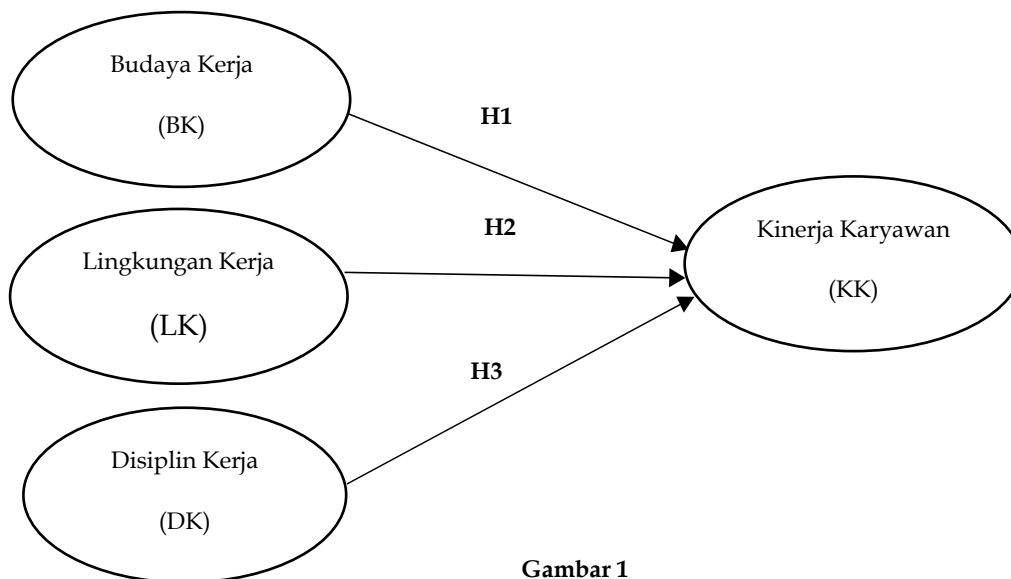 Budaya Kerja
(BK)
H1
H2
Lingkungan Kerja
(LK)
Kinerja Karyawan
(KK)
H3
Disiplin Kerja
(DK)
Gambar 1